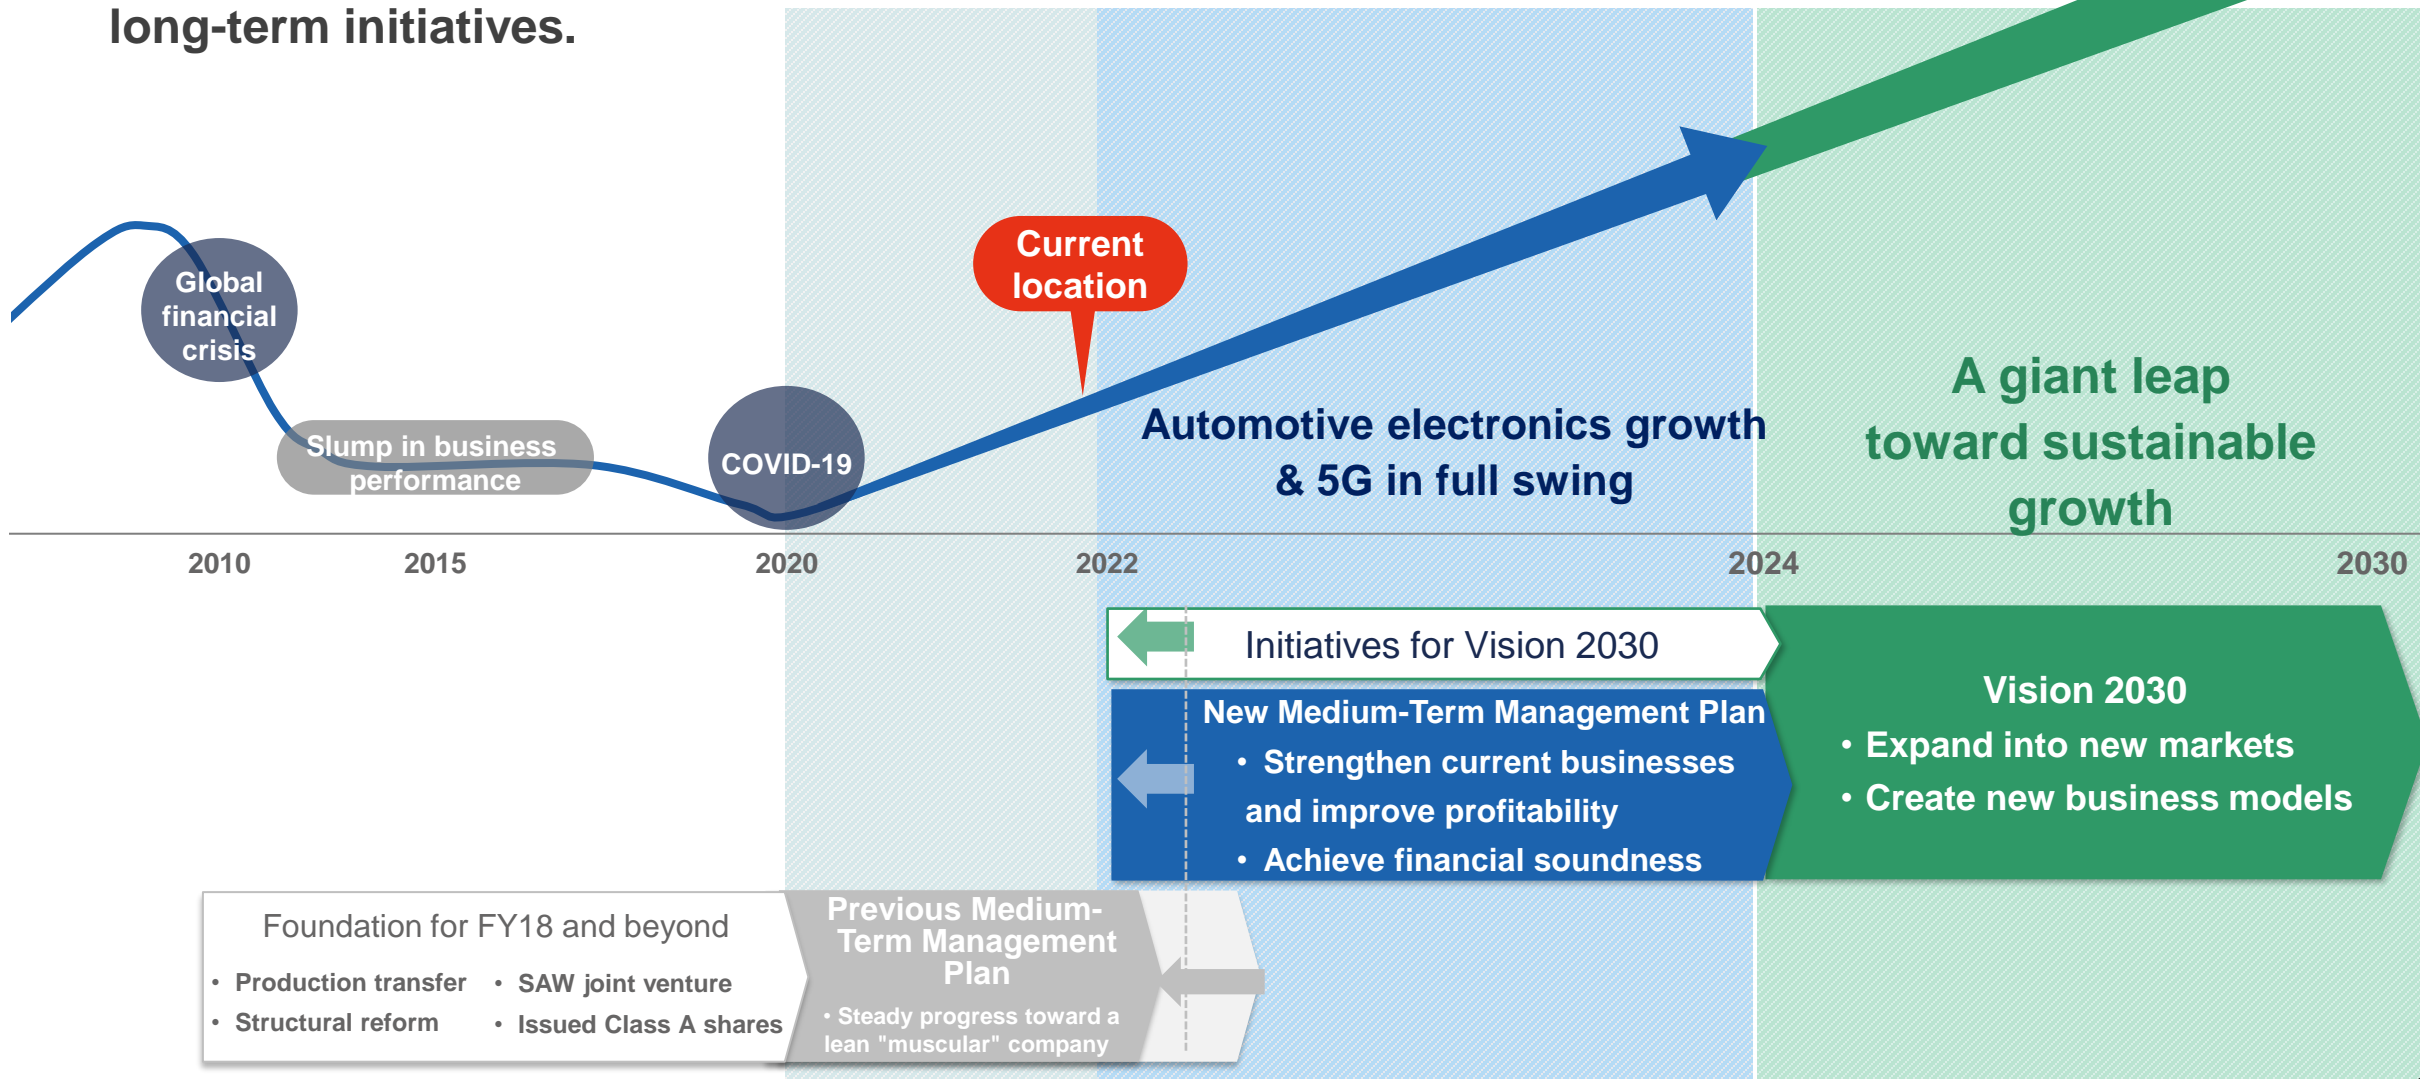 long-term initiatives.
Global
financial
crisis
Slump in business
performance
COVID-19
Current
location
Automotive electronics growth
& 5G in full swing
A giant leap
toward sustainable
growth
2010
2015
2020
2022
2024
2030
Initiatives for Vision 2030
New Medium-Term Management Plan
• Strengthen current businesses
and improve profitability
• Achieve financial soundness
Vision 2030
• Expand into new markets
• Create new business models
Foundation for FY18 and beyond
• Production transfer
• Structural reform
• SAW joint venture
• Issued Class A shares
Previous Medium-
Term Management
Plan
• Steady progress toward a
lean "muscular" company